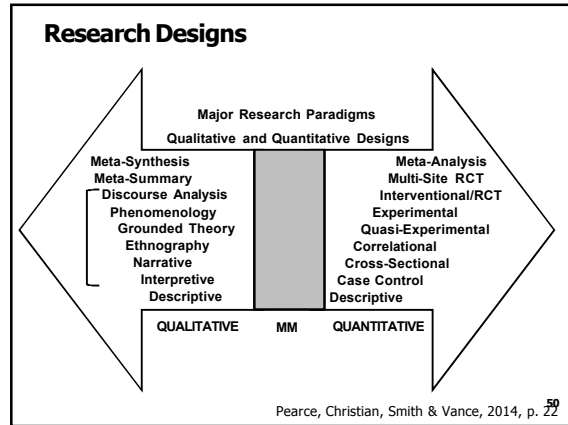 Research Designs
Major Research Paradigms
Qualitative and Quantitative Designs
Meta-Synthesis
Meta-Summary
Discourse Analysis
Phenomenology
Grounded Theory
Ethnography
Narrative
Interpretive
Descriptive
Meta-Analysis
Multi-Site RCT
Interventional/RCT
Experimental
Quasi-Experimental
Correlational
Cross-Sectional
Case Control
Descriptive
QUALITATIVE MM QUANTITATIVE
Pearce, Christian, Smith & Vance, 2014, p. 22
50